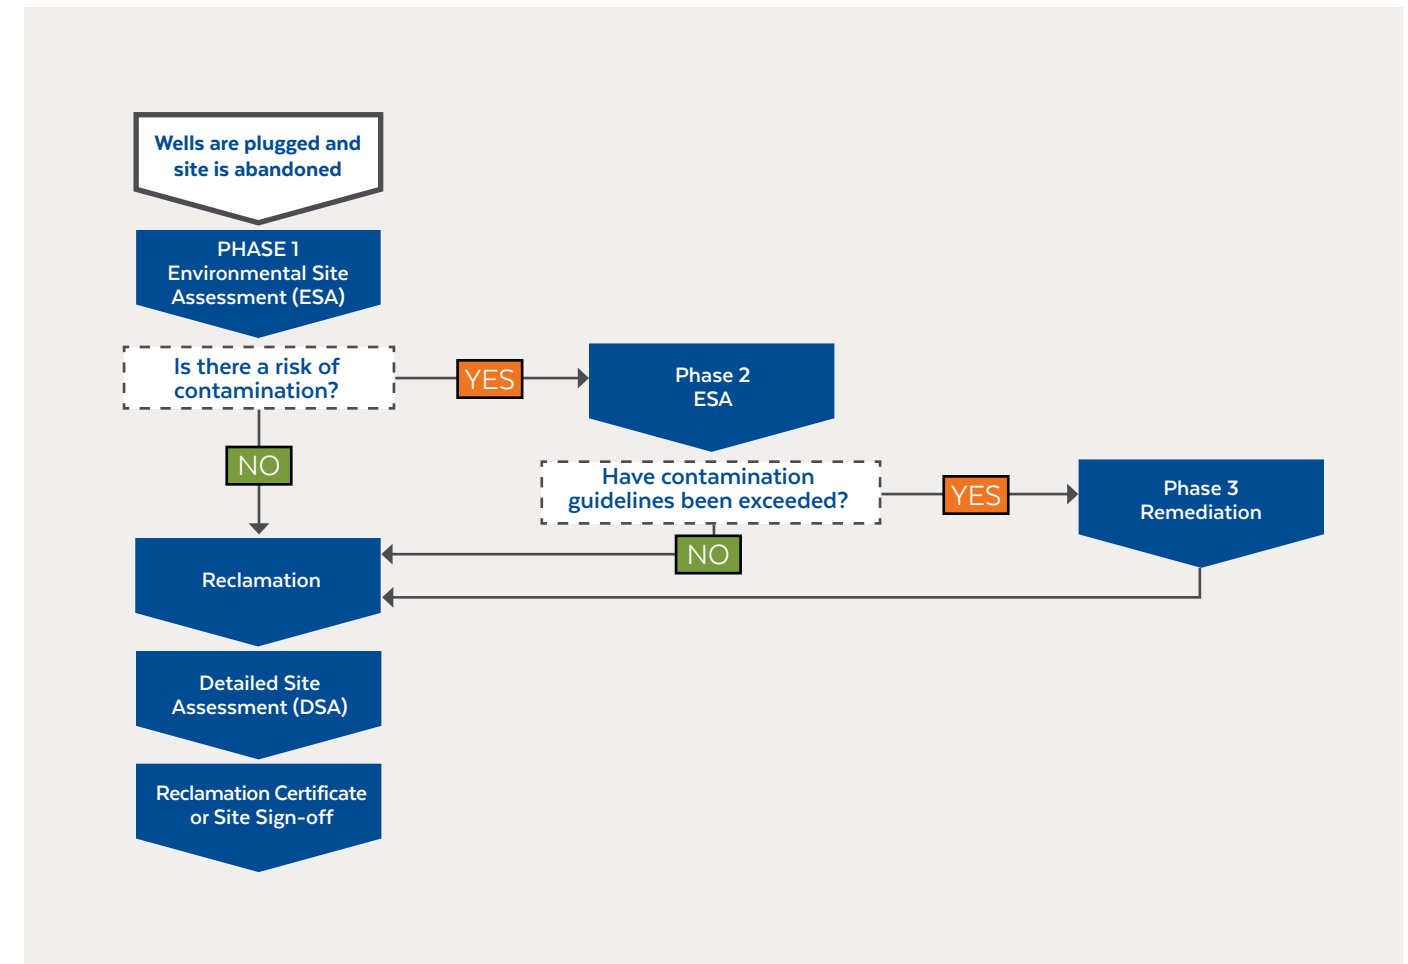 Wells are plugged and
site is abandoned
PHASE 1
Environmental Site
Assessment (ESA)
Is there a risk of
contamination?
YES
Phase 2
ESA
NO
Have contamination
guidelines been exceeded?
YES
Phase 3
Remediation
NO
Reclamation
Detailed Site
Assessment (DSA)
Reclamation Certificate
or Site Sign-off